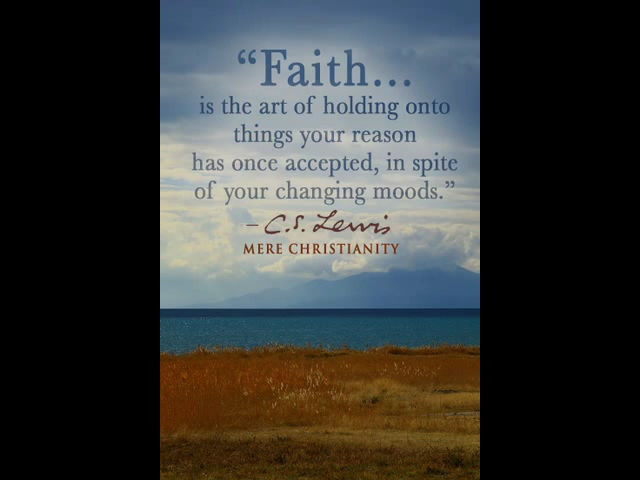 “Faith...
is the art of holding onto
things your reason
has once accepted, in spite
of your changing moods.”
– C.S. Lewis
MERE CHRISTIANITY